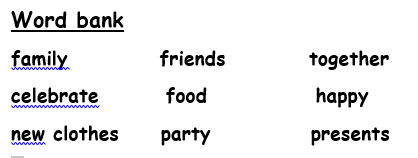 Word bank
family friends together
celebrate food happy
new clothes party presents